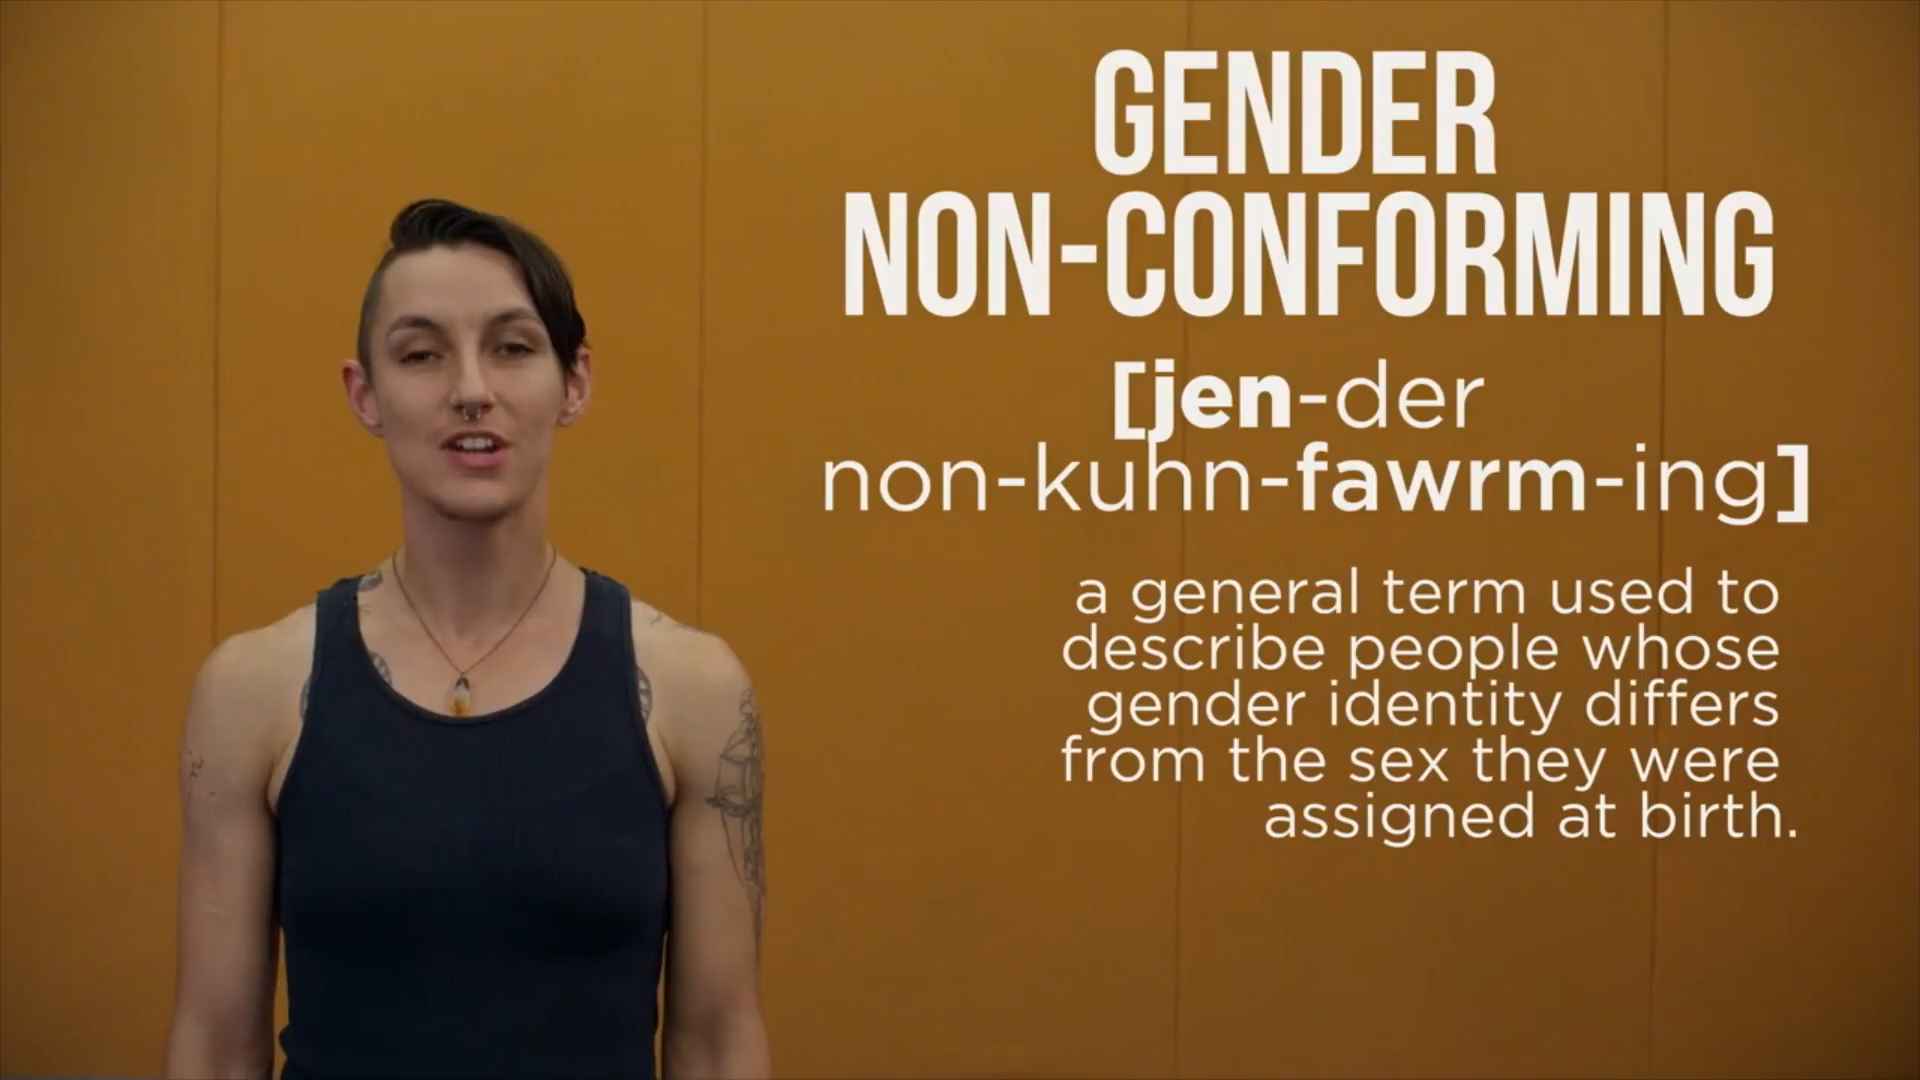 GENDER
NON-CONFORMING
[jen-der
non-kuhn-fawrm-ing]
a general term used to
describe people whose
gender identity differs
from the sex they were
assigned at birth.